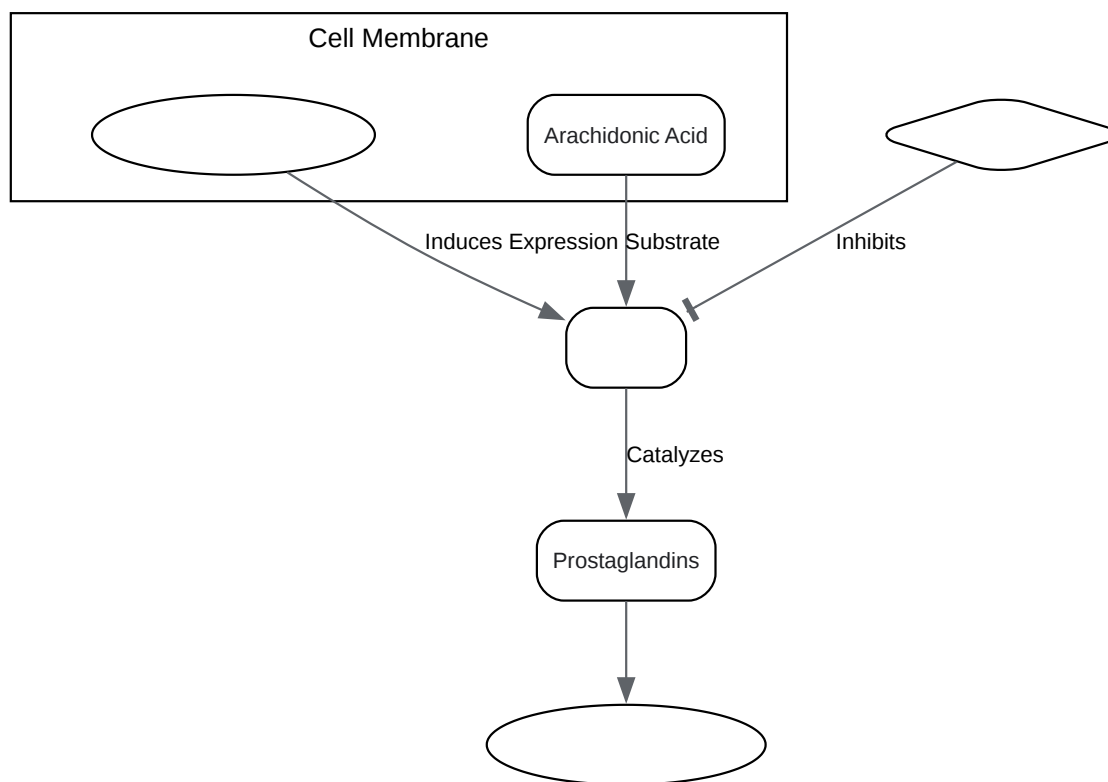 Cell Membrane
Arachidonic Acid
Induces Expression
Substrate
Inhibits
Catalyzes
Prostaglandins